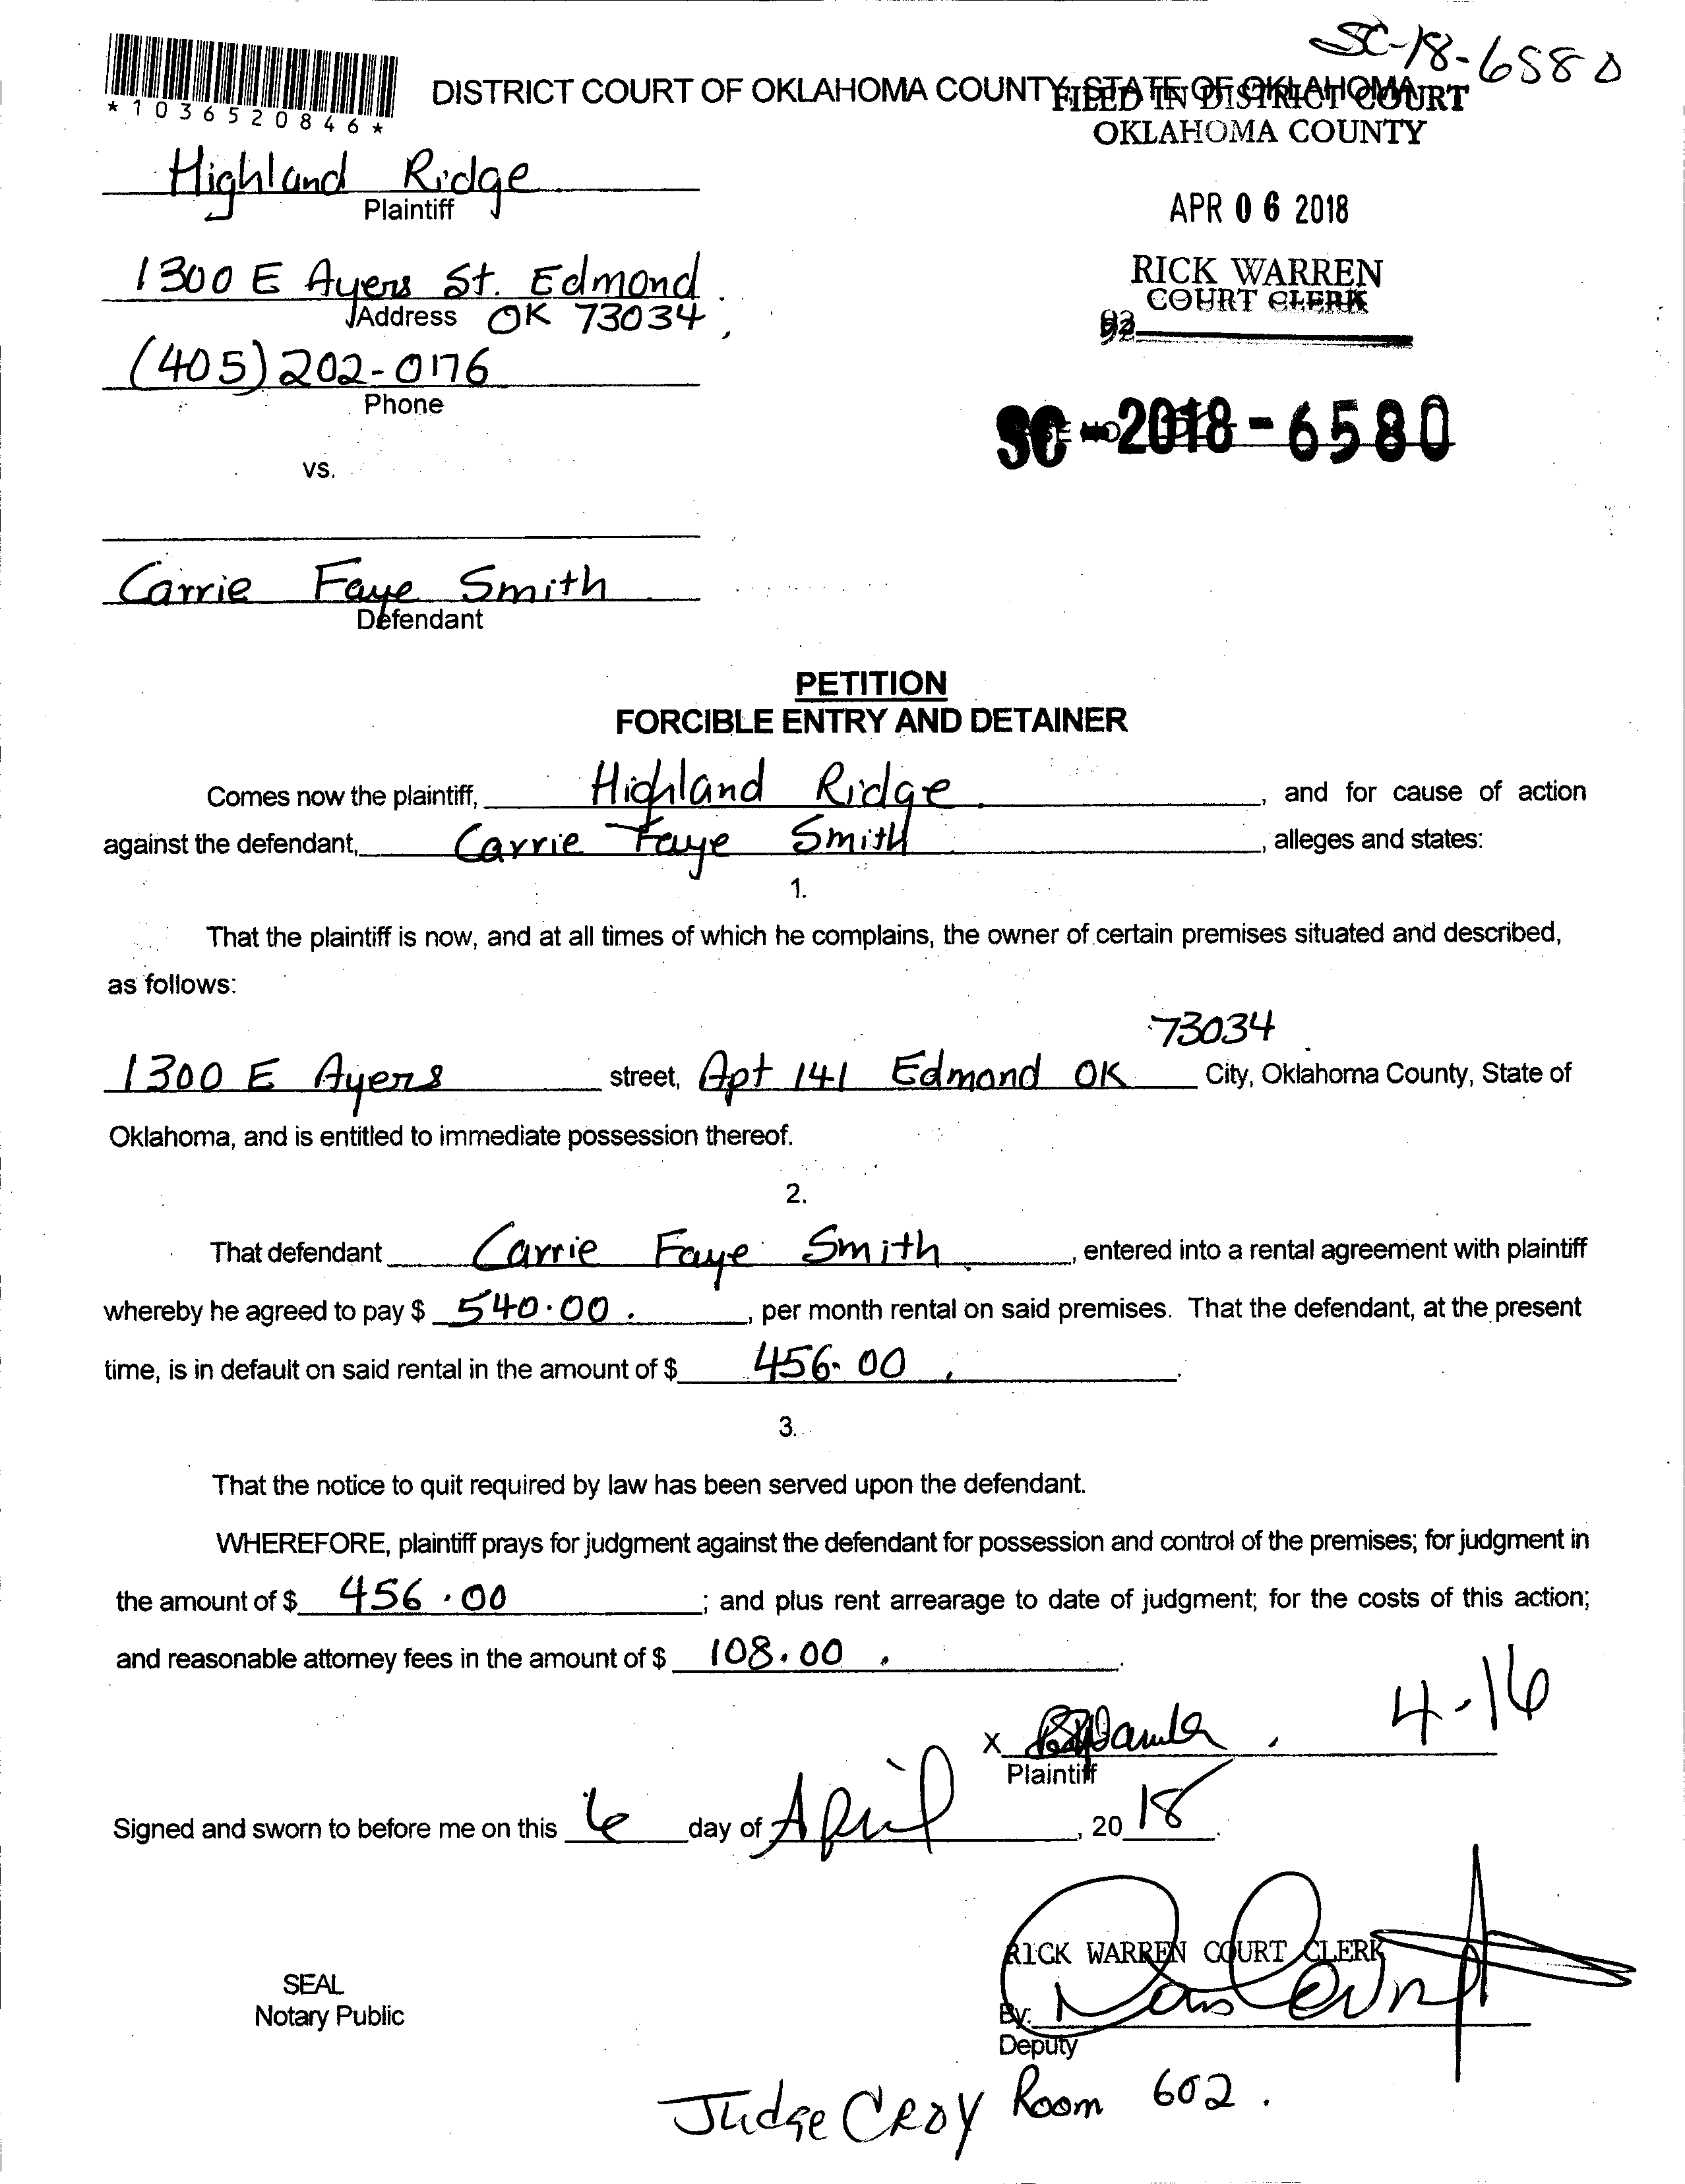 SC-18-6580
*1036520846*
DISTRICT COURT OF OKLAHOMA COUNTY, STATE OF OKLAHOMA
FILED IN DISTRICT COURT
OKLAHOMA COUNTY
Highland Ridge
Plaintiff
APR 06 2018
1300 E Ayers St. Edmond
Address OK 73034
RICK WARREN
COURT CLERK
(405) 202-0176
Phone
SC-2018-6580
vs.
Carrie Faye Smith
Defendant
PETITION
FORCIBLE ENTRY AND DETAINER
Comes now the plaintiff, Highland Ridge, and for cause of action
against the defendant, Carrie Faye Smith, alleges and states:
1.
That the plaintiff is now, and at all times of which he complains, the owner of certain premises situated and described,
as follows:
73034
1300 E Ayers street, Apt 141 Edmond OK City, Oklahoma County, State of
Oklahoma, and is entitled to immediate possession thereof.
2.
That defendant Carrie Faye Smith, entered into a rental agreement with plaintiff
whereby he agreed to pay $ 540.00, per month rental on said premises. That the defendant, at the present
time, is in default on said rental in the amount of $ 456.00.
3.
That the notice to quit required by law has been served upon the defendant.
WHEREFORE, plaintiff prays for judgment against the defendant for possession and control of the premises; for judgment in
the amount of $ 456.00; and plus rent arrearage to date of judgment; for the costs of this action;
and reasonable attorney fees in the amount of $ 108.00.
4-16
X
Plaintiff
Signed and sworn to before me on this 6 day of April, 2018.
RICK WARREN COURT CLERK
SEAL
Notary Public
By:
Deputy
Judge CROY Room 602.